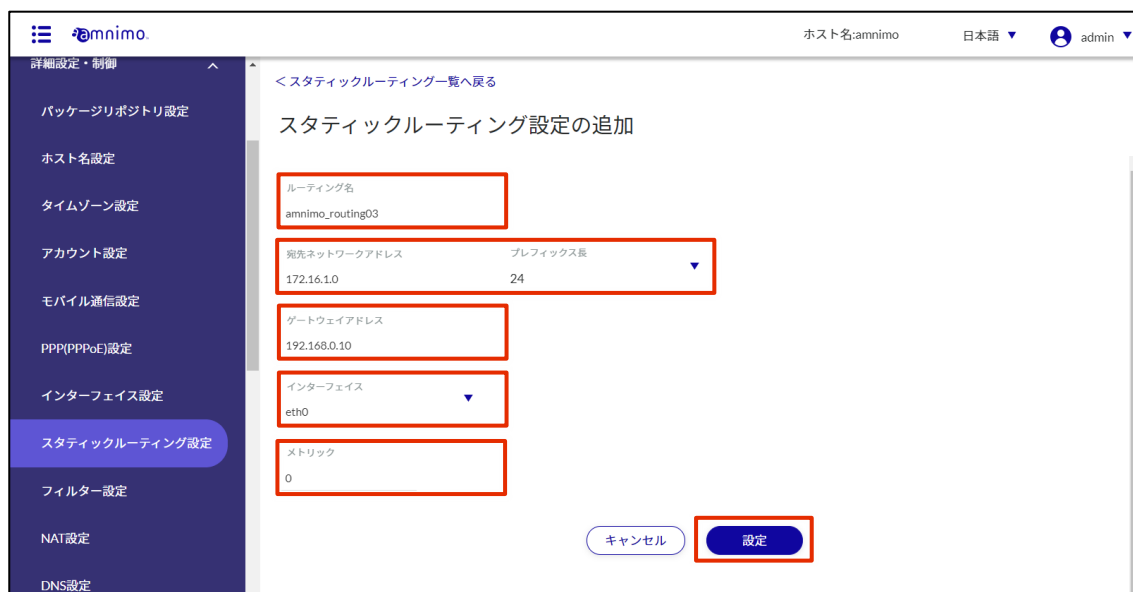 amnimo.
ホスト名:amnimo
日本語 ▼
admin ▼
詳細設定・制御
パッケージリポジトリ設定
ホスト名設定
タイムゾーン設定
アカウント設定
モバイル通信設定
PPP(PPPoE)設定
インターフェイス設定
スタティックルーティング設定
フィルター設定
NAT設定
DNS設定
＜スタティックルーティング一覧へ戻る
スタティックルーティング設定の追加
ルーティング名
amnimo_routing03
宛先ネットワークアドレス プレフィックス長
172.16.1.0 24
ゲートウェイアドレス
192.168.0.10
インターフェイス
eth0
メトリック
0
キャンセル 設定